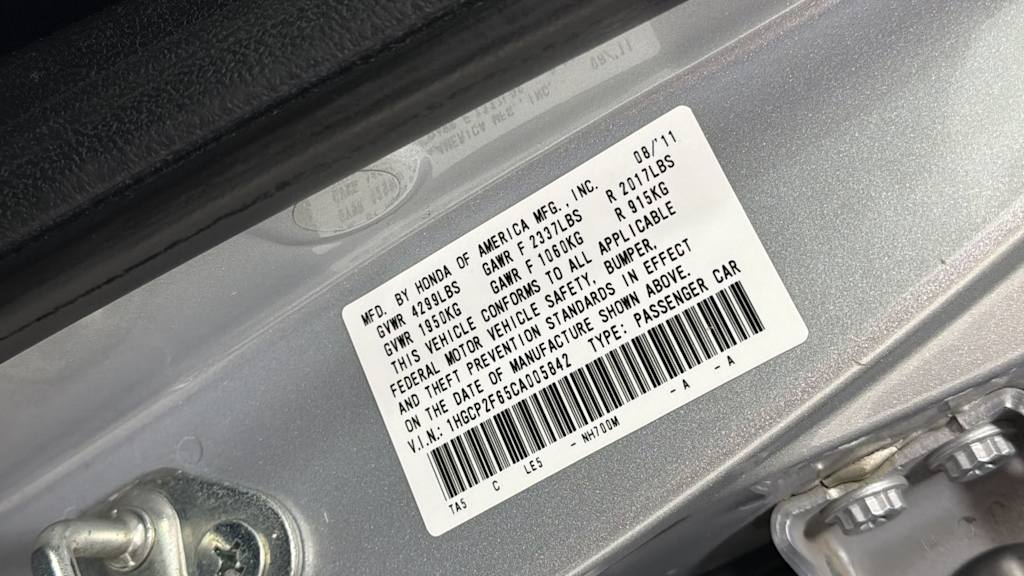 MFD. BY HONDA OF AMERICA MFG., INC. 08/'11
GVWR 4299LBS GAWR F 2337LBS R 2017LBS
GVWR 1950KG GAWR F 1060KG R 915KG
THIS VEHICLE CONFORMS TO ALL APPLICABLE
FEDERAL MOTOR VEHICLE SAFETY, BUMPER,
AND THEFT PREVENTION STANDARDS IN EFFECT
ON THE DATE OF MANUFACTURE SHOWN ABOVE.
V.I.N.: 1HGCP2F65CA005842 TYPE: PASSENGER CAR
TA5 C LE5 - NH700M - A - A